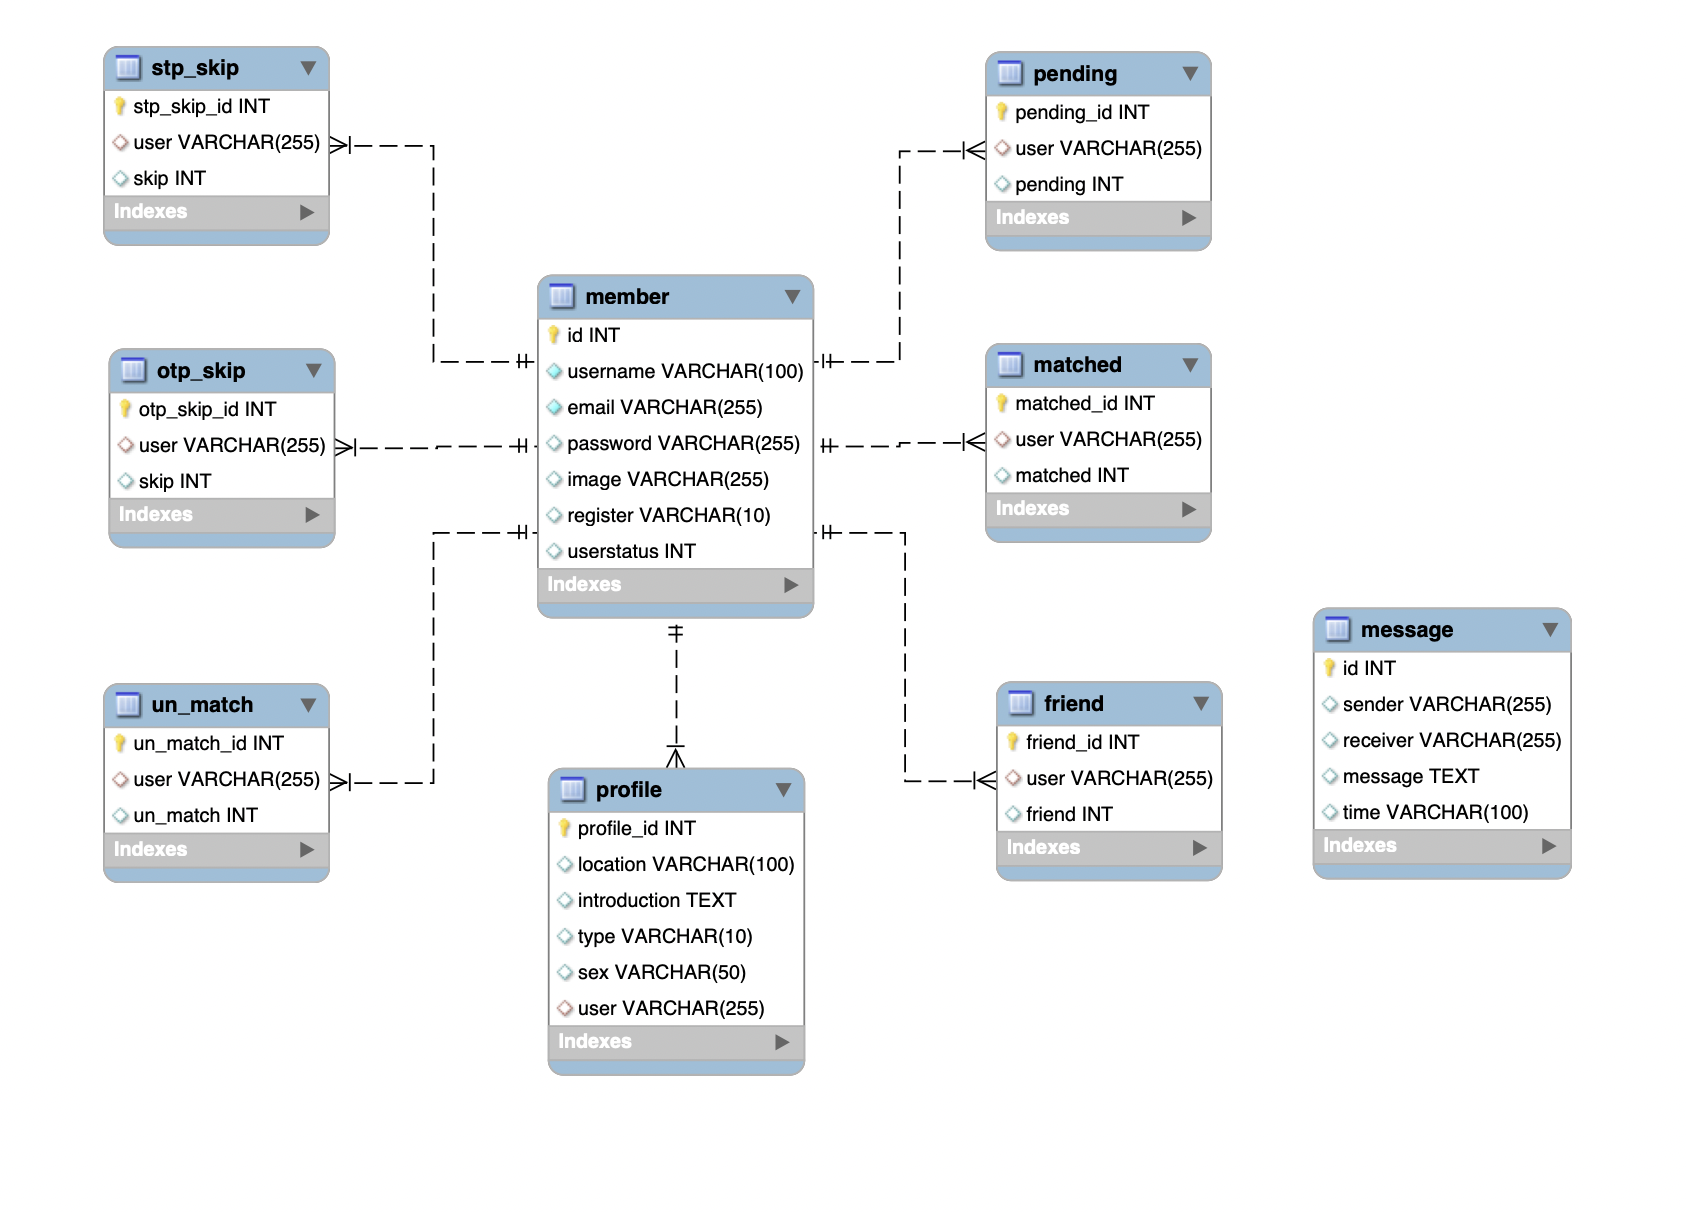 stp_skip
stp_skip_id INT
user VARCHAR(255)
skip INT
Indexes
pending
pending_id INT
user VARCHAR(255)
pending INT
Indexes
member
id INT
username VARCHAR(100)
email VARCHAR(255)
password VARCHAR(255)
image VARCHAR(255)
register VARCHAR(10)
userstatus INT
Indexes
otp_skip
otp_skip_id INT
user VARCHAR(255)
skip INT
Indexes
matched
matched_id INT
user VARCHAR(255)
matched INT
Indexes
un_match
un_match_id INT
user VARCHAR(255)
un_match INT
Indexes
profile
profile_id INT
location VARCHAR(100)
introduction TEXT
type VARCHAR(10)
sex VARCHAR(50)
user VARCHAR(255)
Indexes
friend
friend_id INT
user VARCHAR(255)
friend INT
Indexes
message
id INT
sender VARCHAR(255)
receiver VARCHAR(255)
message TEXT
time VARCHAR(100)
Indexes